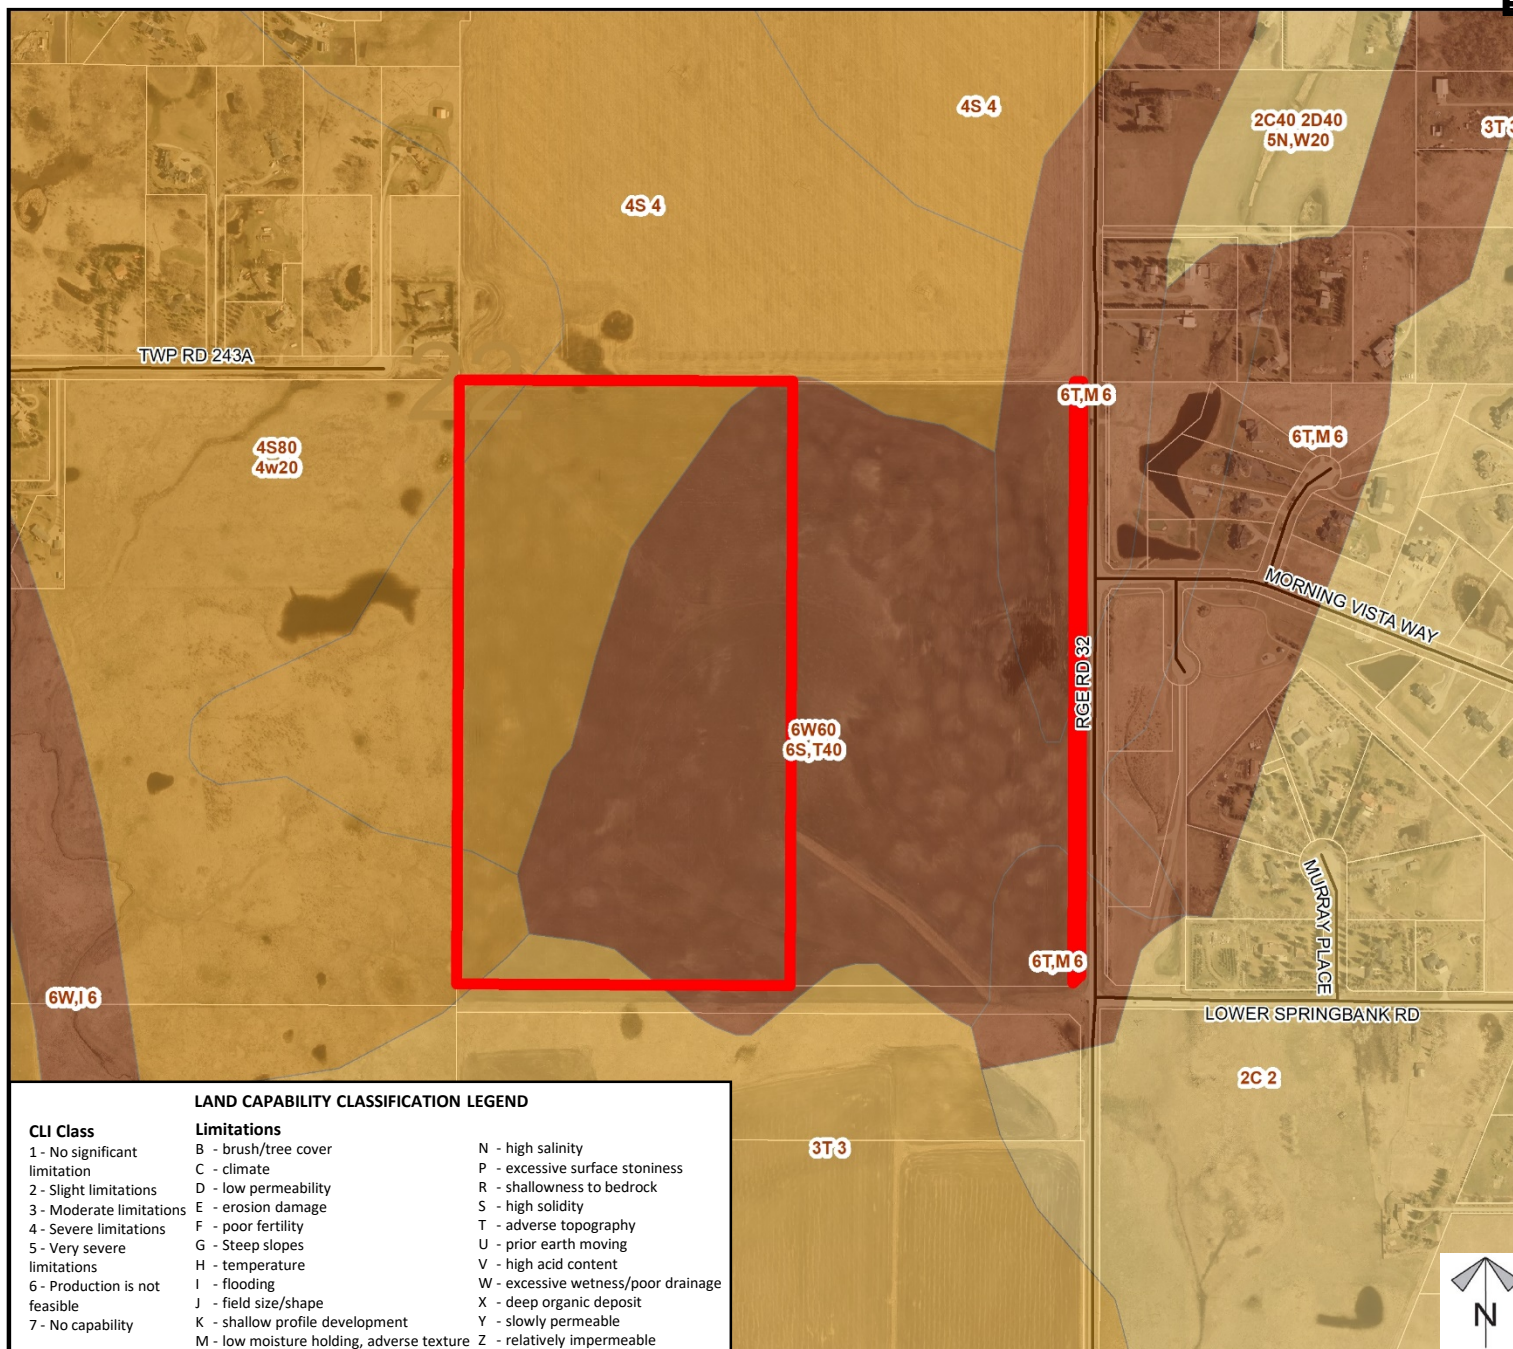 4S 4
2C40 2D40
5N,W20
3T 3
4S 4
22
TWP RD 243A
6T,M 6
6T,M 6
4S80
4w20
MORNING VISTA WAY
RGE RD 32
6W60
6S,T40
MURRAY PLACE
6T,M 6
6W,I 6
LOWER SPRINGBANK RD
2C 2
3T 3
LAND CAPABILITY CLASSIFICATION LEGEND
CLI Class
1 - No significant
limitation
2 - Slight limitations
3 - Moderate limitations
4 - Severe limitations
5 - Very severe
limitations
6 - Production is not
feasible
7 - No capability
Limitations
B - brush/tree cover
C - climate
D - low permeability
E - erosion damage
F - poor fertility
G - Steep slopes
H - temperature
I - flooding
J - field size/shape
K - shallow profile development
M - low moisture holding, adverse texture
N - high salinity
P - excessive surface stoniness
R - shallowness to bedrock
S - high solidity
T - adverse topography
U - prior earth moving
V - high acid content
W - excessive wetness/poor drainage
X - deep organic deposit
Y - slowly permeable
Z - relatively impermeable
N